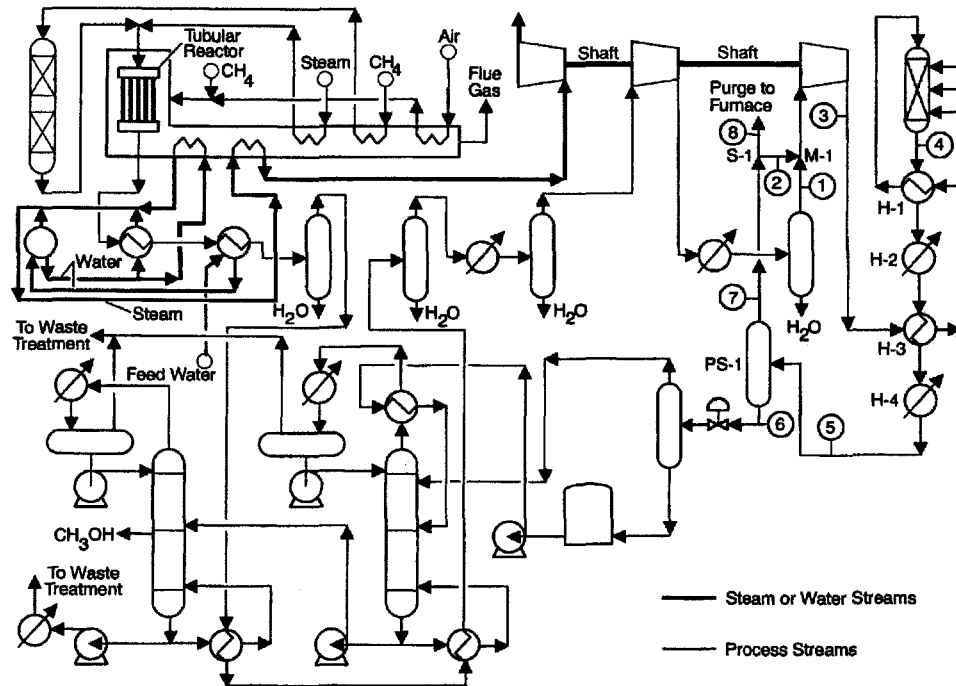 Tubular
Reactor
CH4
Steam
CH4
Air
Flue
Gas
Shaft
Shaft
Purge to
Furnace
8
S-1
2
M-1
1
3
4
H-1
H-2
H-3
H-4
7
PS-1
6
5
H2O
H2O
H2O
H2O
Water
Steam
To Waste
Treatment
Feed Water
CH3OH
To Waste
Treatment
Steam or Water Streams
Process Streams